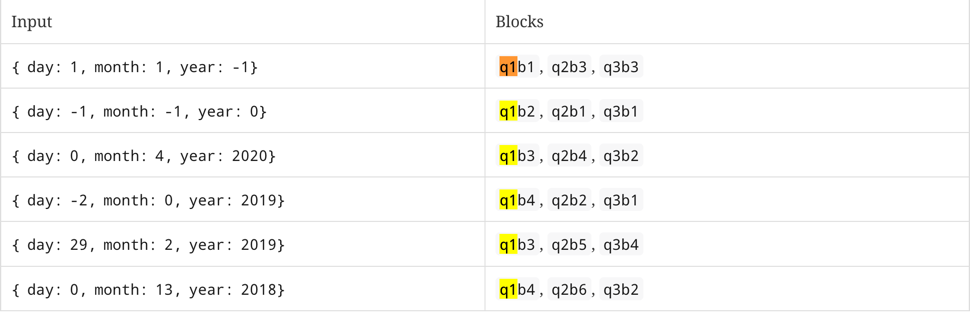 Input Blocks
{ day: 1, month: 1, year: -1} q1b1, q2b3, q3b3
{ day: -1, month: -1, year: 0} q1b2, q2b1, q3b1
{ day: 0, month: 4, year: 2020} q1b3, q2b4, q3b2
{ day: -2, month: 0, year: 2019} q1b4, q2b2, q3b1
{ day: 29, month: 2, year: 2019} q1b3, q2b5, q3b4
{ day: 0, month: 13, year: 2018} q1b4, q2b6, q3b2